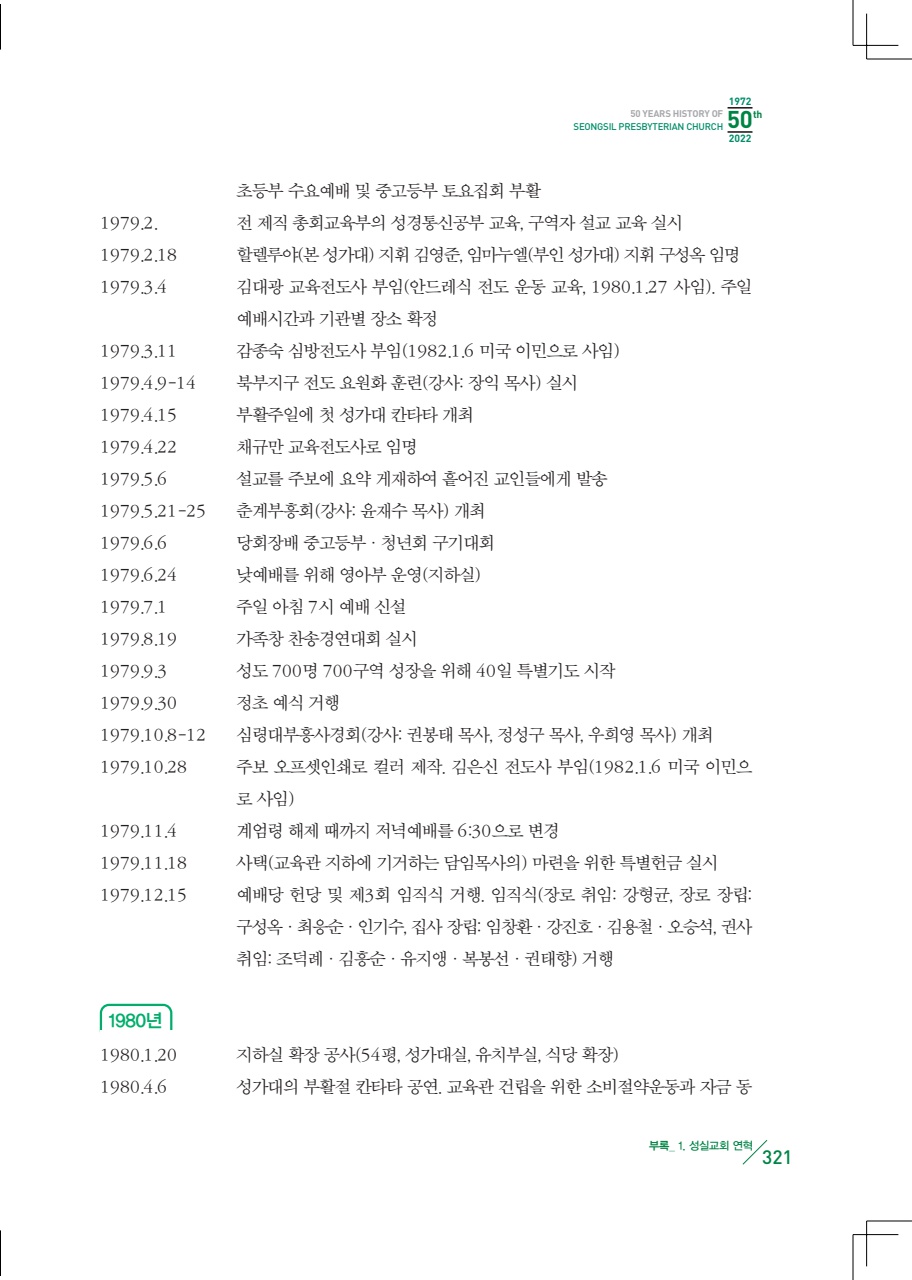 1972
50 YEARS HISTORY OF
SEONGSIL PRESBYTERIAN CHURCH
50th
2022
초등부 수요예배 및 중고등부 토요집회 부활
1979.2. 전 제직 총회교육부의 성경통신공부 교육, 구역자 설교 교육 실시
1979.2.18 할렐루야(본 성가대) 지휘 김영준, 임마누엘(부인 성가대) 지휘 구성옥 임명
1979.3.4 김대광 교육전도사 부임(안드레식 전도 운동 교육, 1980.1.27 사임). 주일
예배시간과 기관별 장소 확정
1979.3.11 감종숙 심방전도사 부임(1982.1.6 미국 이민으로 사임)
1979.4.9-14 북부지구 전도 요원화 훈련(강사: 장익 목사) 실시
1979.4.15 부활주일에 첫 성가대 칸타타 개최
1979.4.22 채규만 교육전도사로 임명
1979.5.6 설교를 주보에 요약 게재하여 흩어진 교인들에게 발송
1979.5.21-25 춘계부흥회(강사: 윤재수 목사) 개최
1979.6.6 당회장배 중고등부 · 청년회 구기대회
1979.6.24 낮예배를 위해 영아부 운영(지하실)
1979.7.1 주일 아침 7시 예배 신설
1979.8.19 가족창 찬송경연대회 실시
1979.9.3 성도 700명 700구역 성장을 위해 40일 특별기도 시작
1979.9.30 정초 예식 거행
1979.10.8-12 심령대부흥사경회(강사: 권봉태 목사, 정성구 목사, 우희영 목사) 개최
1979.10.28 주보 오프셋인쇄로 컬러 제작. 김은신 전도사 부임(1982.1.6 미국 이민으
로 사임)
1979.11.4 계엄령 해제 때까지 저녁예배를 6:30으로 변경
1979.11.18 사택(교육관 지하에 기거하는 담임목사의) 마련을 위한 특별헌금 실시
1979.12.15 예배당 헌당 및 제3회 임직식 거행. 임직식(장로 취임: 강형균, 장로 장립:
구성옥 · 최응순 · 인기수, 집사 장립: 임창환 · 강진호 · 김용철 · 오승석, 권사
취임: 조덕례 · 김흥순 · 유지앵 · 복봉선 · 권태향) 거행
1980년
1980.1.20 지하실 확장 공사(54평, 성가대실, 유치부실, 식당 확장)
1980.4.6 성가대의 부활절 칸타타 공연. 교육관 건립을 위한 소비절약운동과 자금 동
부록_ 1. 성실교회 연혁
321